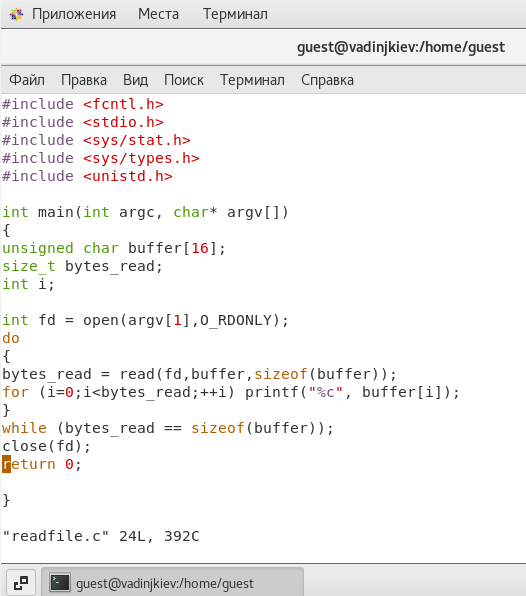 Приложения Места Терминал
guest@vadinjkiev:/home/guest
Файл Правка Вид Поиск Терминал Справка
#include <fcntl.h>
#include <stdio.h>
#include <sys/stat.h>
#include <sys/types.h>
#include <unistd.h>
int main(int argc, char* argv[])
{
unsigned char buffer[16];
size_t bytes_read;
int i;
int fd = open(argv[1],O_RDONLY);
do
{
bytes_read = read(fd,buffer,sizeof(buffer));
for (i=0;i<bytes_read;++i) printf("%c", buffer[i]);
}
while (bytes_read == sizeof(buffer));
close(fd);
return 0;
}
"readfile.c" 24L, 392C
guest@vadinjkiev:/home/guest